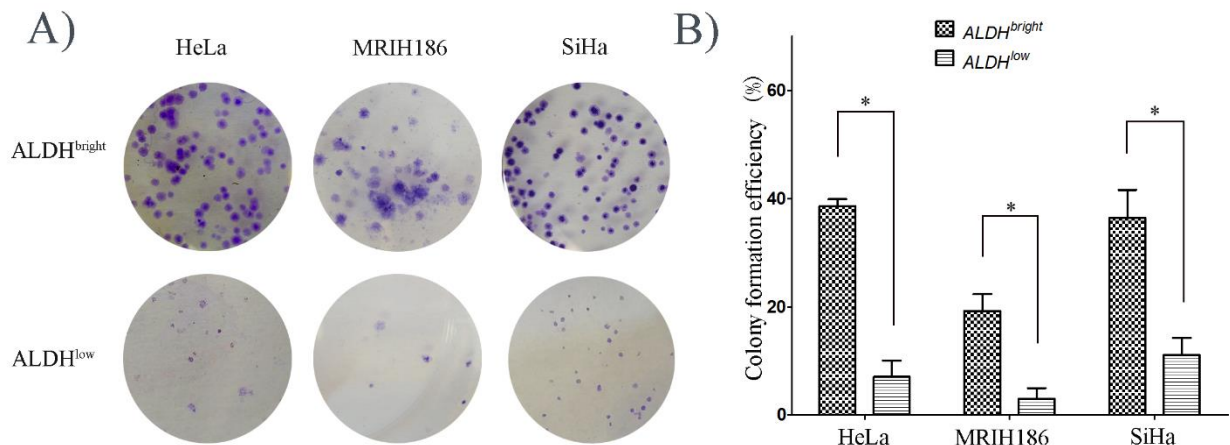 A)
HeLa MRIH186 SiHa
ALDHbright
ALDHlow
B)
ALDHbright
ALDHlow
Colony formation efficiency (%)
60
40
20
0
*
*
*
HeLa MRIH186 SiHa